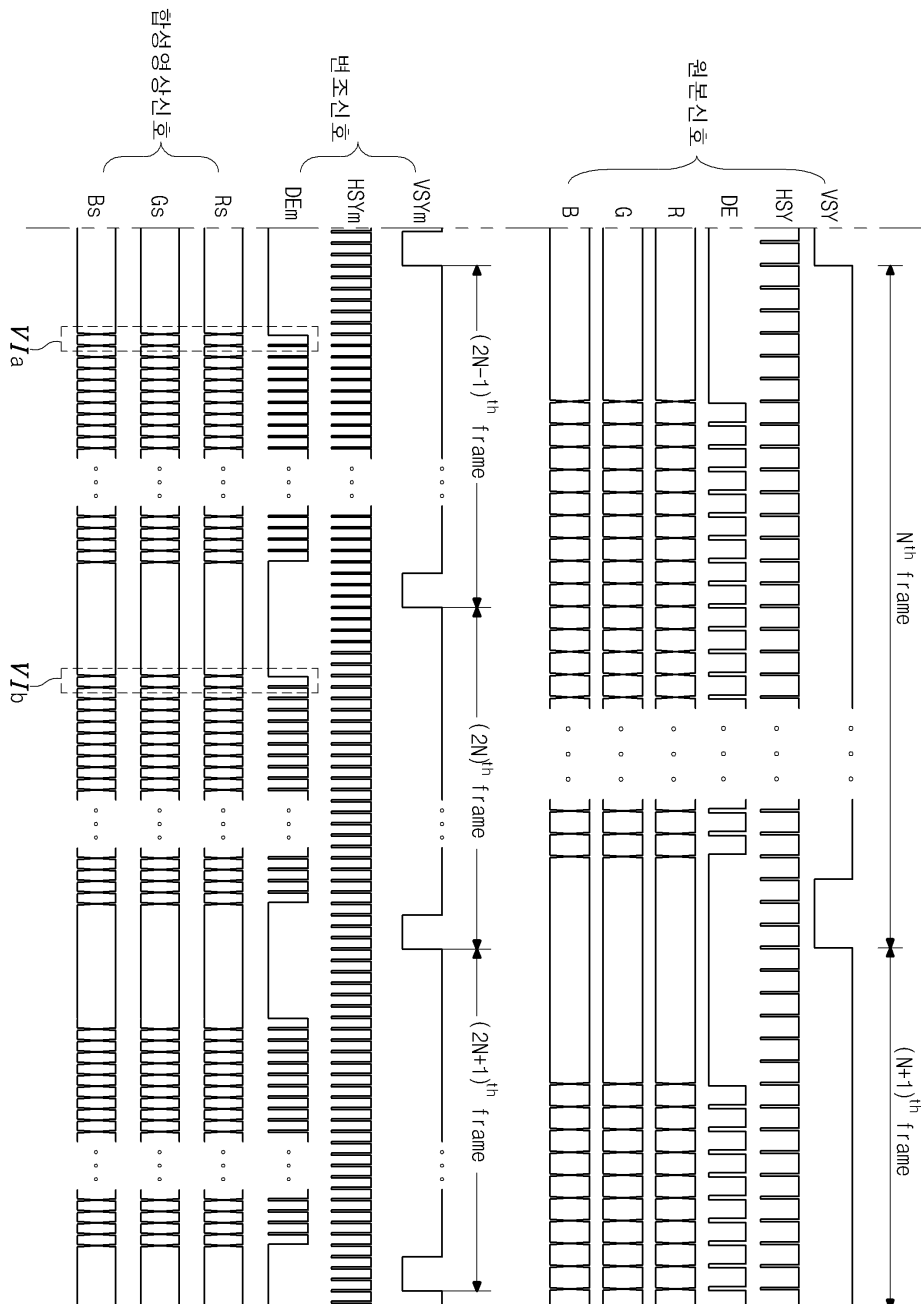 원본신호
VSY
HSY
DE
R
G
B
Nth frame
(N+1)th frame
변조신호
VSYm
HSYm
DEm
(2N-1)th frame
(2N)th frame
(2N+1)th frame
합성영상신호
Rs
Gs
Bs
VIa
VIb